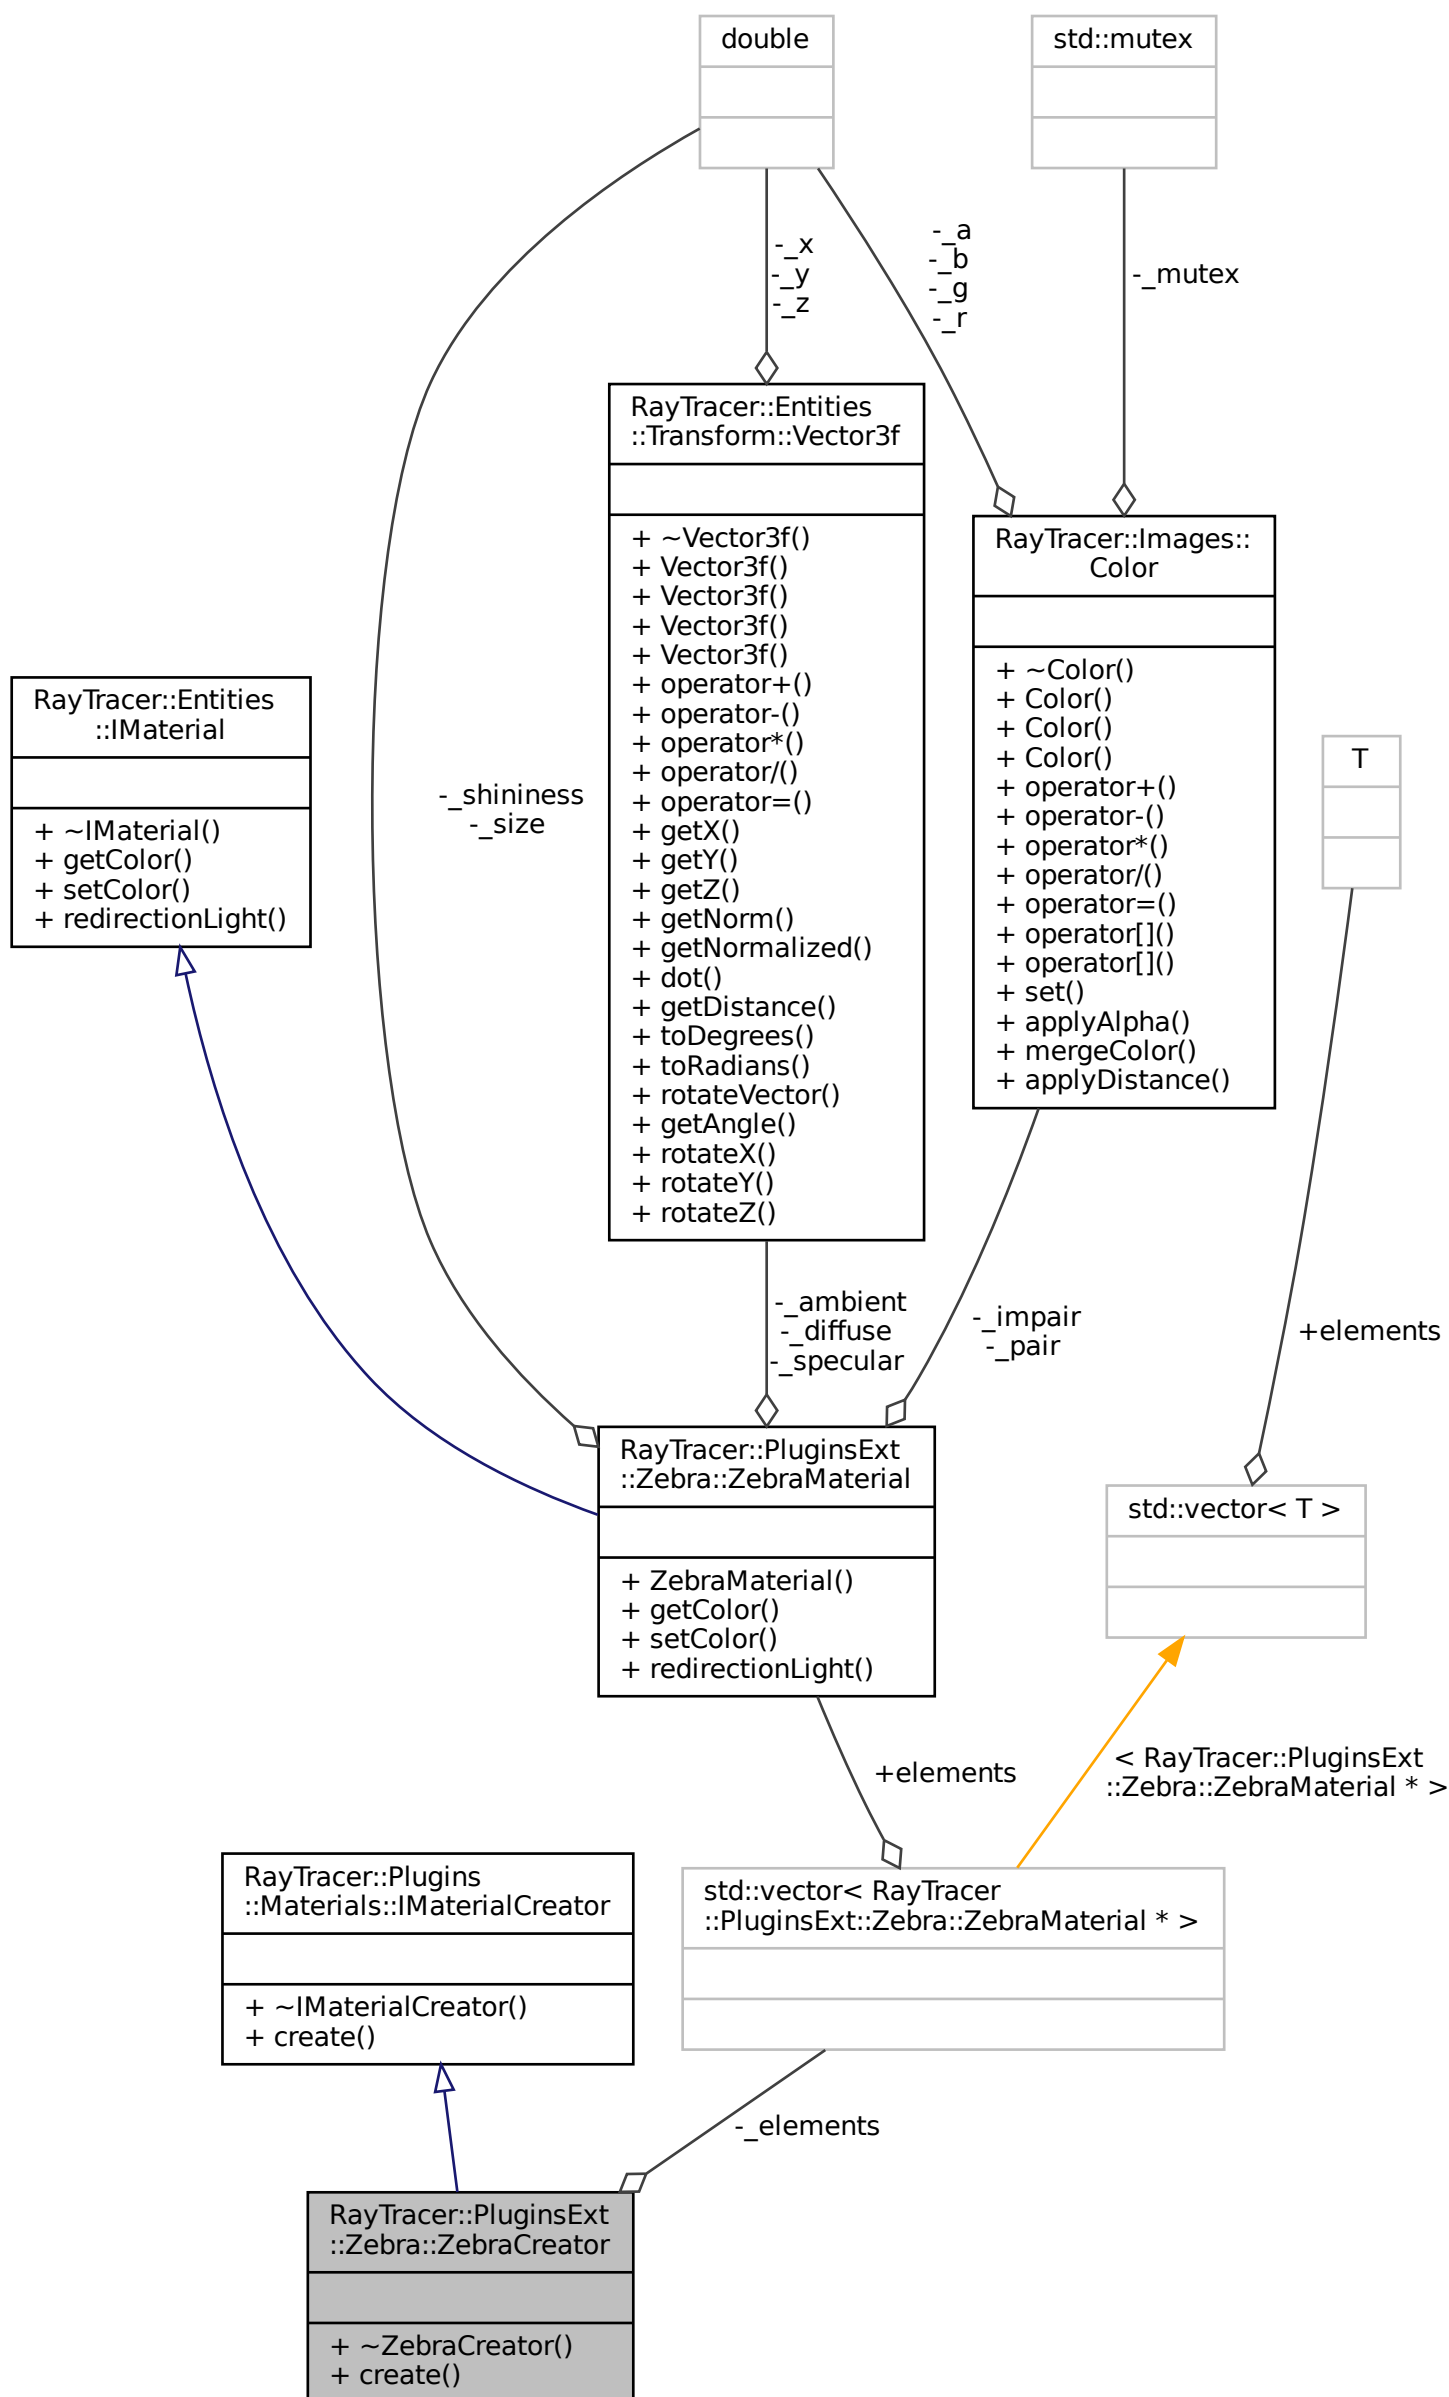 double
std::mutex
-_x
-_y
-_z
-_a
-_b
-_g
-_r
-_mutex
RayTracer::Entities
::Transform::Vector3f
+ ~Vector3f()
+ Vector3f()
+ Vector3f()
+ Vector3f()
+ Vector3f()
+ operator+()
+ operator-()
+ operator*()
+ operator/()
+ operator=()
+ getX()
+ getY()
+ getZ()
+ getNorm()
+ getNormalized()
+ dot()
+ getDistance()
+ toDegrees()
+ toRadians()
+ rotateVector()
+ getAngle()
+ rotateX()
+ rotateY()
+ rotateZ()
RayTracer::Images::
Color
+ ~Color()
+ Color()
+ Color()
+ Color()
+ operator+()
+ operator-()
+ operator*()
+ operator/()
+ operator=()
+ operator[]()
+ operator[]()
+ set()
+ applyAlpha()
+ mergeColor()
+ applyDistance()
RayTracer::Entities
::IMaterial
+ ~IMaterial()
+ getColor()
+ setColor()
+ redirectionLight()
T
-_shininess
-_size
-_ambient
-_diffuse
-_specular
-_impair
-_pair
+elements
RayTracer::PluginsExt
::Zebra::ZebraMaterial
+ ZebraMaterial()
+ getColor()
+ setColor()
+ redirectionLight()
std::vector< T >
+elements
< RayTracer::PluginsExt
::Zebra::ZebraMaterial * >
RayTracer::Plugins
::Materials::IMaterialCreator
+ ~IMaterialCreator()
+ create()
std::vector< RayTracer
::PluginsExt::Zebra::ZebraMaterial * >
-_elements
RayTracer::PluginsExt
::Zebra::ZebraCreator
+ ~ZebraCreator()
+ create()